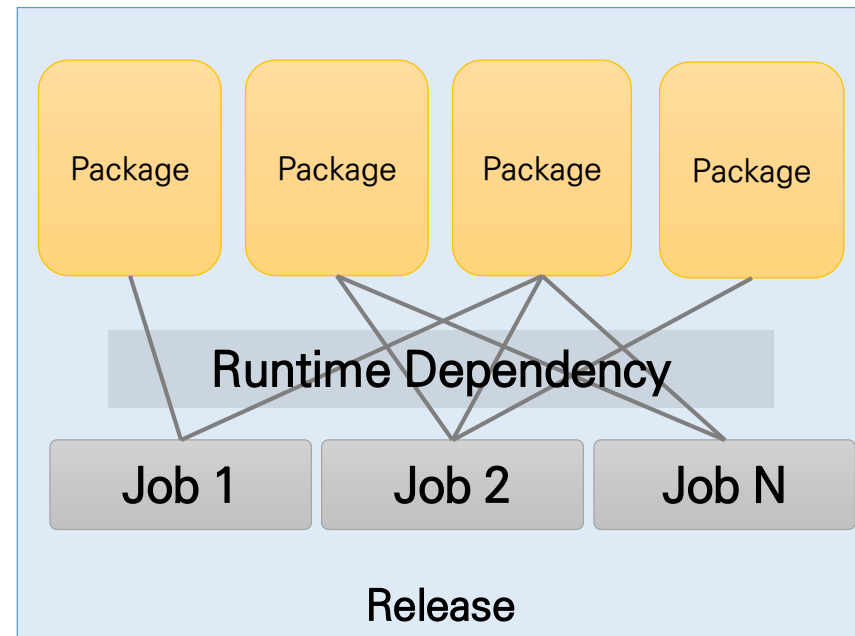 Package
Package
Package
Package
Runtime Dependency
Job 1
Job 2
Job N
Release